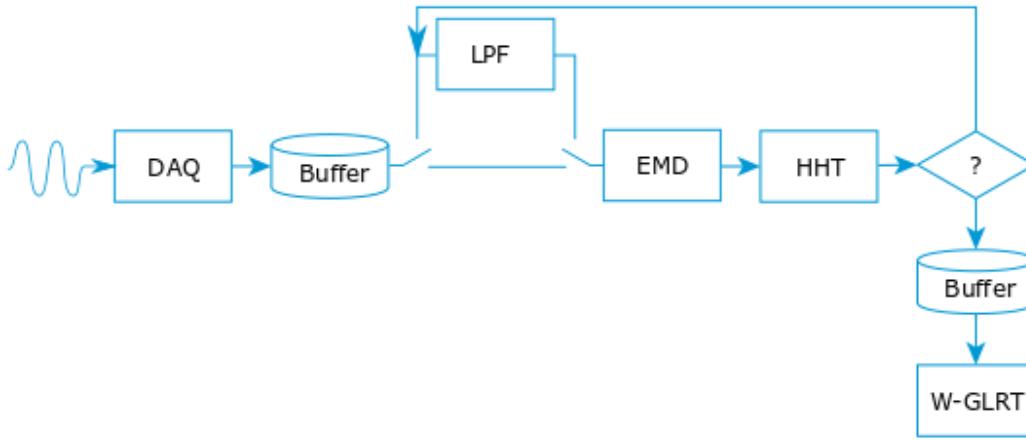 LPF
DAQ
Buffer
EMD
HHT
?
Buffer
W-GLRT